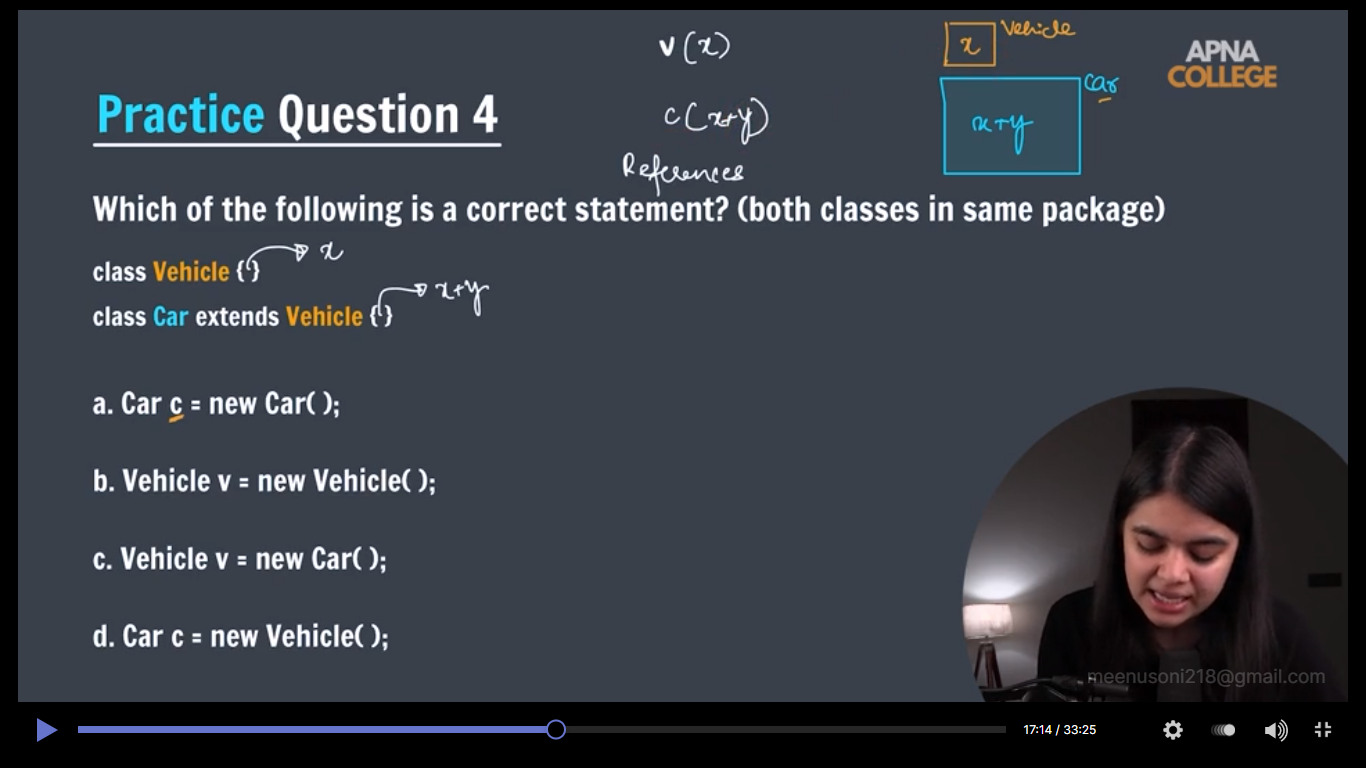 v(x)
Vehicle
x
APNA
COLLEGE
Car
x+y
Practice Question 4
c(x+y)
References
Which of the following is a correct statement? (both classes in same package)
class Vehicle { }
x
class Car extends Vehicle { }
x+y
a. Car c = new Car( );
b. Vehicle v = new Vehicle( );
c. Vehicle v = new Car( );
d. Car c = new Vehicle( );
meenusoni218@gmail.com
17:14 / 33:25